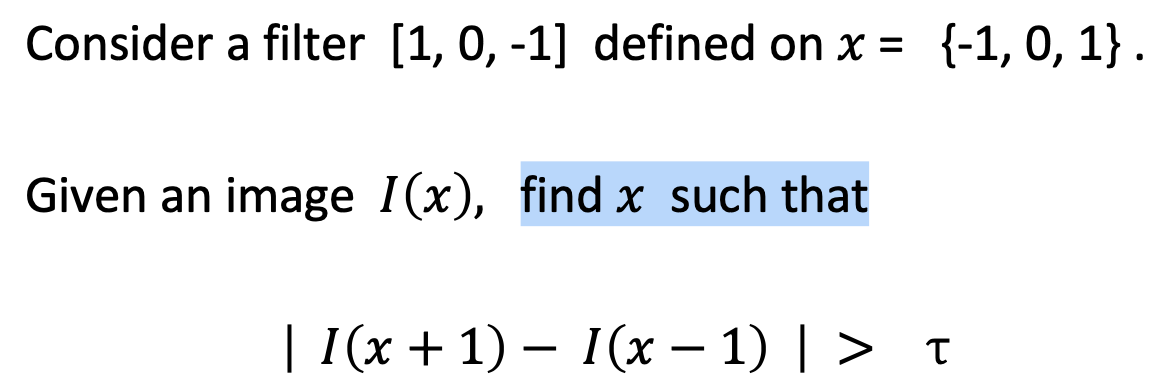 Consider a filter [1, 0, -1] defined on x = {-1, 0, 1} .
Given an image I(x), find x such that
| I(x + 1) − I(x − 1) | > τ